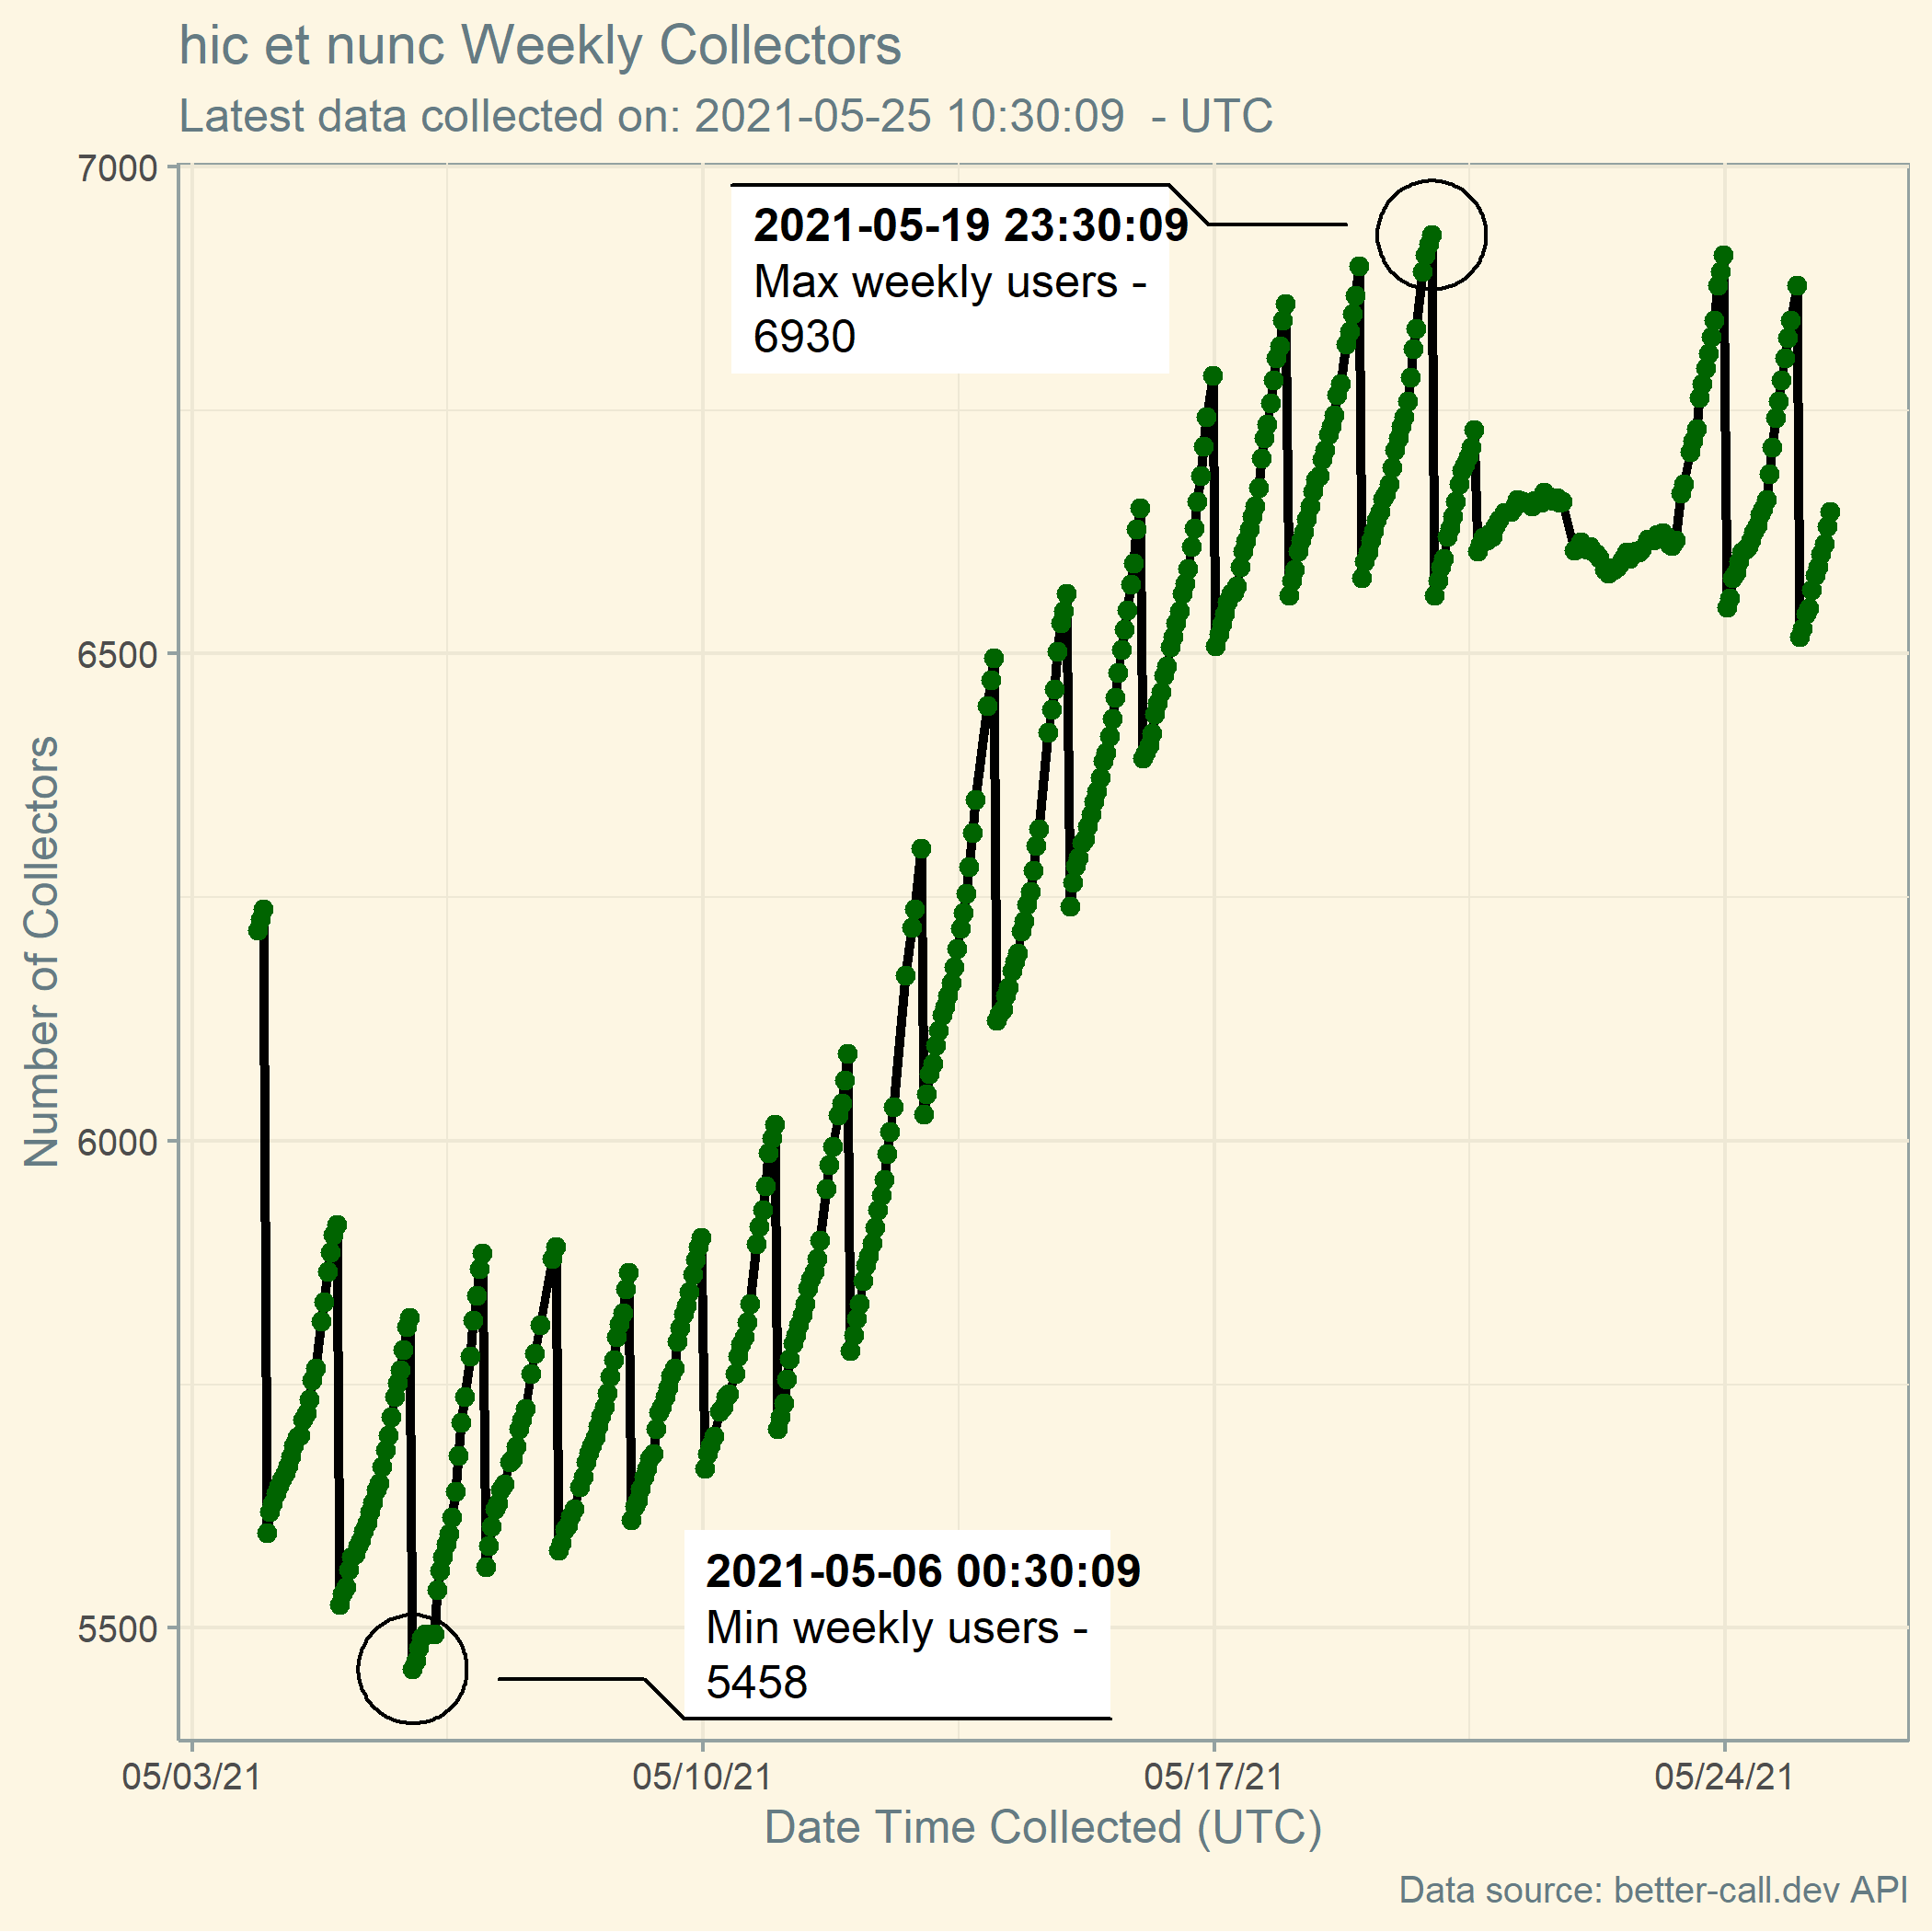 hic et nunc Weekly Collectors
Latest data collected on: 2021-05-25 10:30:09  - UTC
7000
6500
6000
5500
Number of Collectors
2021-05-19 23:30:09
Max weekly users -
6930
2021-05-06 00:30:09
Min weekly users -
5458
05/03/21
05/10/21
05/17/21
05/24/21
Date Time Collected (UTC)
Data source: better-call.dev API